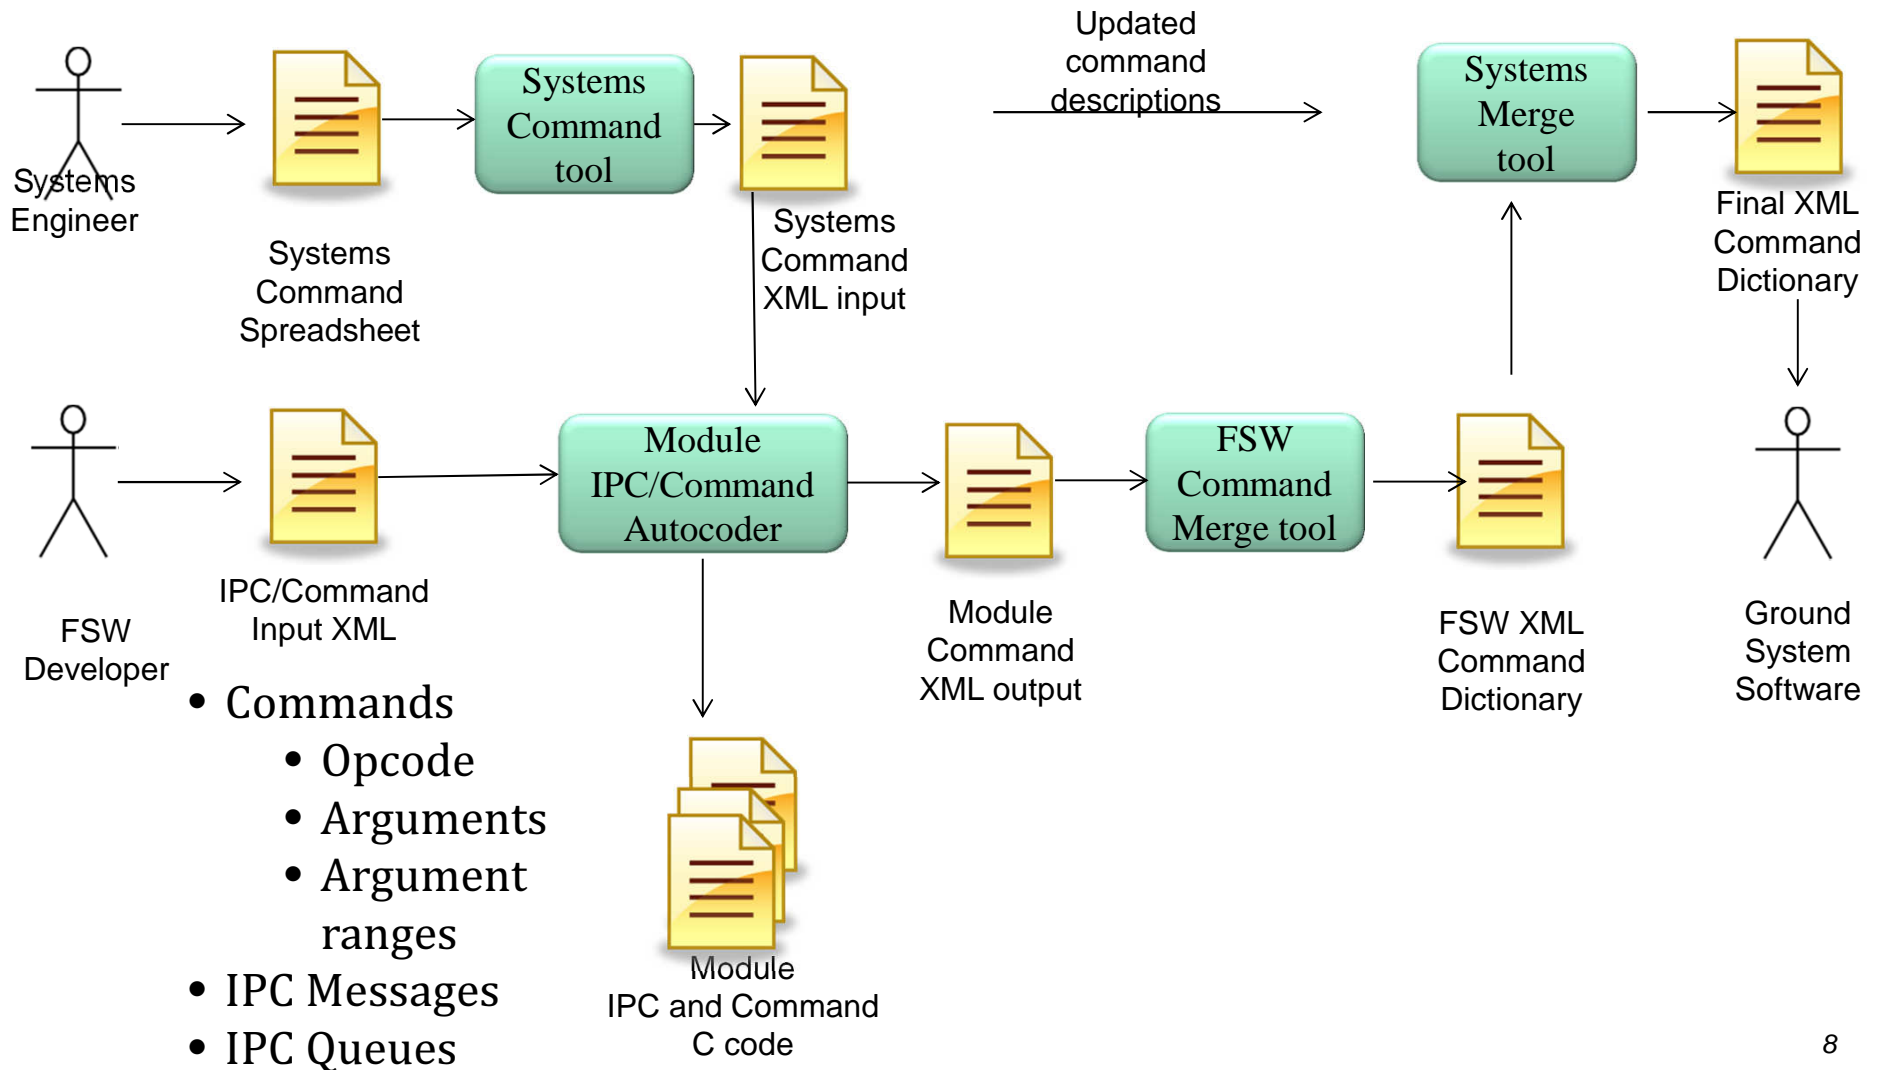 Updated
command
descriptions
Systems
Engineer
Systems
Command
Spreadsheet
Systems
Command
tool
Systems
Command
XML input
Systems
Merge
tool
Final XML
Command
Dictionary
FSW
Developer
IPC/Command
Input XML
Module
IPC/Command
Autocoder
Module
Command
XML output
FSW
Command
Merge tool
FSW XML
Command
Dictionary
Ground
System
Software
• Commands
• Opcode
• Arguments
• Argument
ranges
• IPC Messages
• IPC Queues
Module
IPC and Command
C code
8